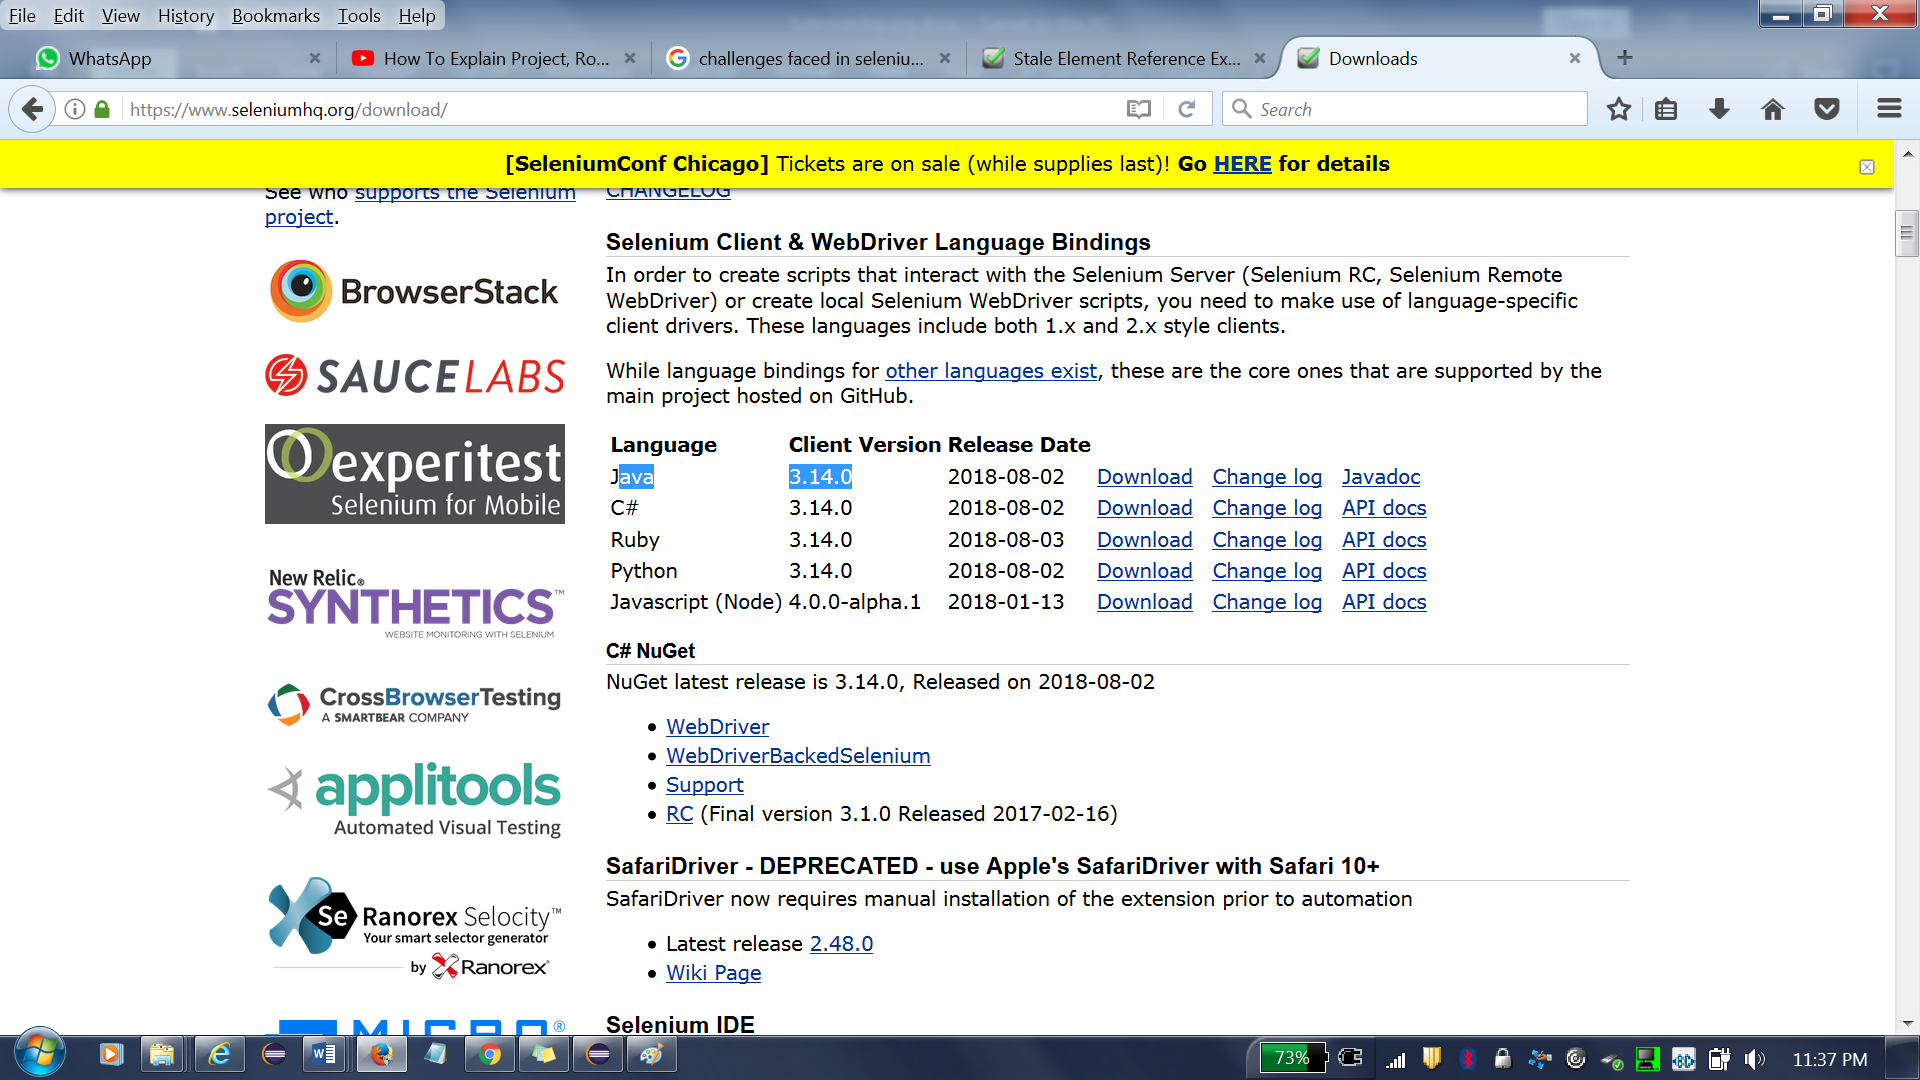 File Edit View History Bookmarks Tools Help
WhatsApp
How To Explain Project, Ro...
challenges faced in seleniu...
Stale Element Reference Ex...
Downloads
https://www.seleniumhq.org/download/
Search
[SeleniumConf Chicago] Tickets are on sale (while supplies last)! Go HERE for details
See who supports the Selenium
project.
BrowserStack
SAUCE LABS
experitest
Selenium for Mobile
New Relic®
SYNTHETICS™
WEBSITE MONITORING WITH SELENIUM
CrossBrowserTesting
A SMARTBEAR COMPANY
applitools
Automated Visual Testing
Se Ranorex Selocity™
Your smart selector generator
by Ranorex®
CHANGELOG
Selenium Client & WebDriver Language Bindings
In order to create scripts that interact with the Selenium Server (Selenium RC, Selenium Remote
WebDriver) or create local Selenium WebDriver scripts, you need to make use of language-specific
client drivers. These languages include both 1.x and 2.x style clients.
While language bindings for other languages exist, these are the core ones that are supported by the
main project hosted on GitHub.
Language Client Version Release Date
Java 3.14.0 2018-08-02 Download Change log Javadoc
C# 3.14.0 2018-08-02 Download Change log API docs
Ruby 3.14.0 2018-08-03 Download Change log API docs
Python 3.14.0 2018-08-02 Download Change log API docs
Javascript (Node) 4.0.0-alpha.1 2018-01-13 Download Change log API docs
C# NuGet
NuGet latest release is 3.14.0, Released on 2018-08-02
• WebDriver
• WebDriverBackedSelenium
• Support
• RC (Final version 3.1.0 Released 2017-02-16)
SafariDriver - DEPRECATED - use Apple's SafariDriver with Safari 10+
SafariDriver now requires manual installation of the extension prior to automation
• Latest release 2.48.0
• Wiki Page
Selenium IDE
73%
11:37 PM